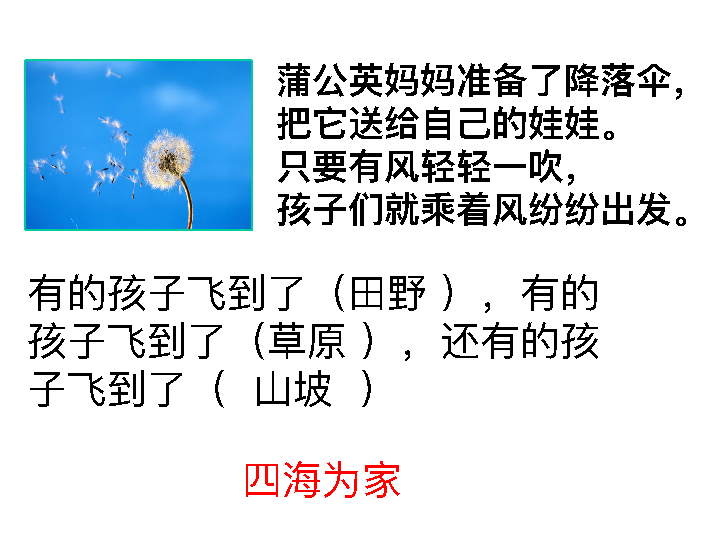 蒲公英妈妈准备了降落伞，
把它送给自己的娃娃。
只要有风轻轻一吹，
孩子们就乘着风纷纷出发。
有的孩子飞到了（田野 ），有的
孩子飞到了（草原 ），还有的孩
子飞到了（ 山坡 ）
四海为家